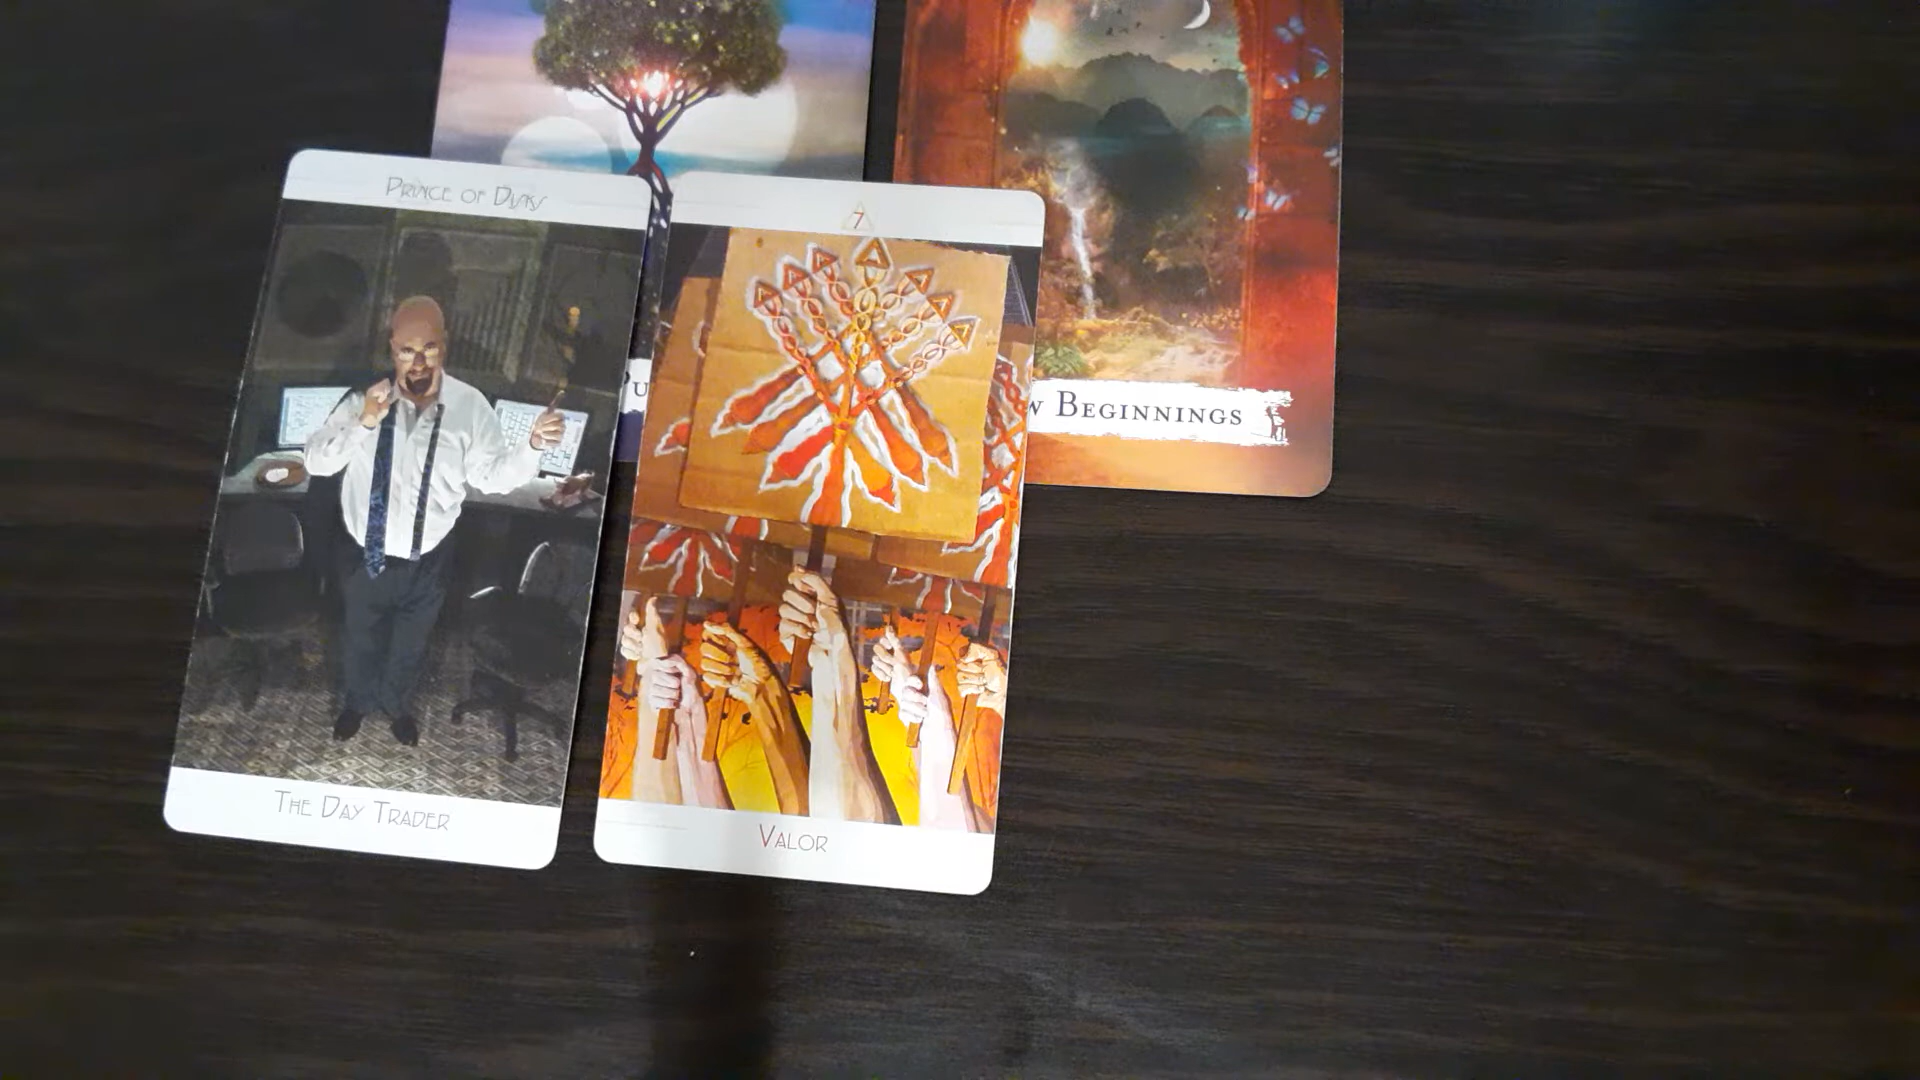 Prince of Disks
7
Pu
w Beginnings
The Day Trader
Valor